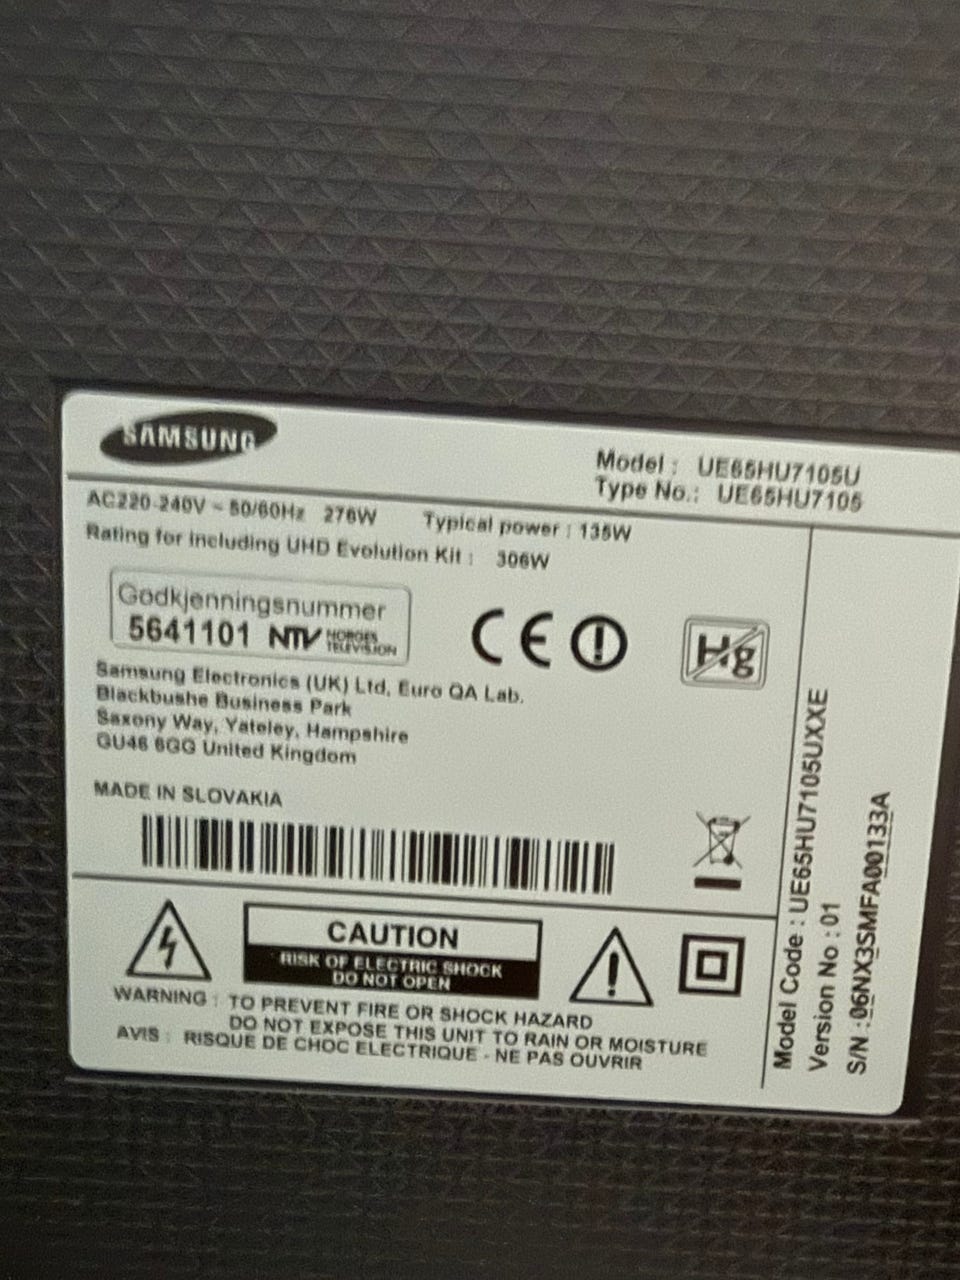 SAMSUNG
Model : UE65HU7105U
Type No.: UE65HU7105
AC220-240V ~ 50/60Hz 276W Typical power : 135W
Rating for including UHD Evolution Kit : 306W
Godkjenningsnummer
5641101 NTV NORGES
TELEVISJON
CE
Hg
Samsung Electronics (UK) Ltd, Euro QA Lab.
Blackbushe Business Park
Saxony Way, Yateley, Hampshire
GU46 6GG United Kingdom
MADE IN SLOVAKIA
CAUTION
RISK OF ELECTRIC SHOCK
DO NOT OPEN
WARNING : TO PREVENT FIRE OR SHOCK HAZARD
DO NOT EXPOSE THIS UNIT TO RAIN OR MOISTURE
AVIS : RISQUE DE CHOC ELECTRIQUE - NE PAS OUVRIR
Model Code : UE65HU7105UXXE
Version No : 01
S/N : 06NX3SMFA00133A